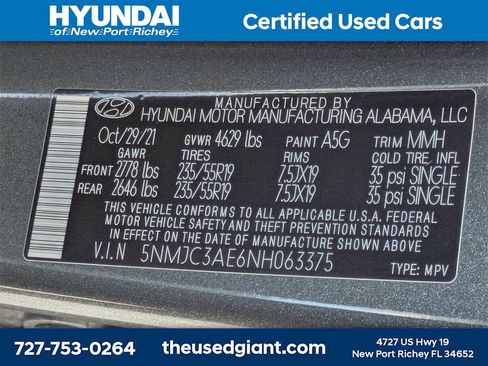 HYUNDAI
of New Port Richey
Certified Used Cars
MANUFACTURED BY
HYUNDAI MOTOR MANUFACTURING ALABAMA, LLC
Oct/29/21 GVWR 4629 lbs PAINT A5G TRIM MMH
GAWR TIRES RIMS COLD TIRE, INFL
FRONT 2778 lbs 235/55R19 7.5JX19 35 psi SINGLE
REAR 2646 lbs 235/55R19 7.5JX19 35 psi SINGLE
THIS VEHICLE CONFORMS TO ALL APPLICABLE U.S.A. FEDERAL
MOTOR VEHICLE SAFETY AND THEFT PREVENTION STANDARDS
IN EFFECT ON THE DATE OF MANUFACTURE SHOWN ABOVE.
V.I.N 5NMJC3AE6NH063375 TYPE: MPV
727-753-0264
theusedgiant.com
4727 US Hwy 19
New Port Richey FL 34652